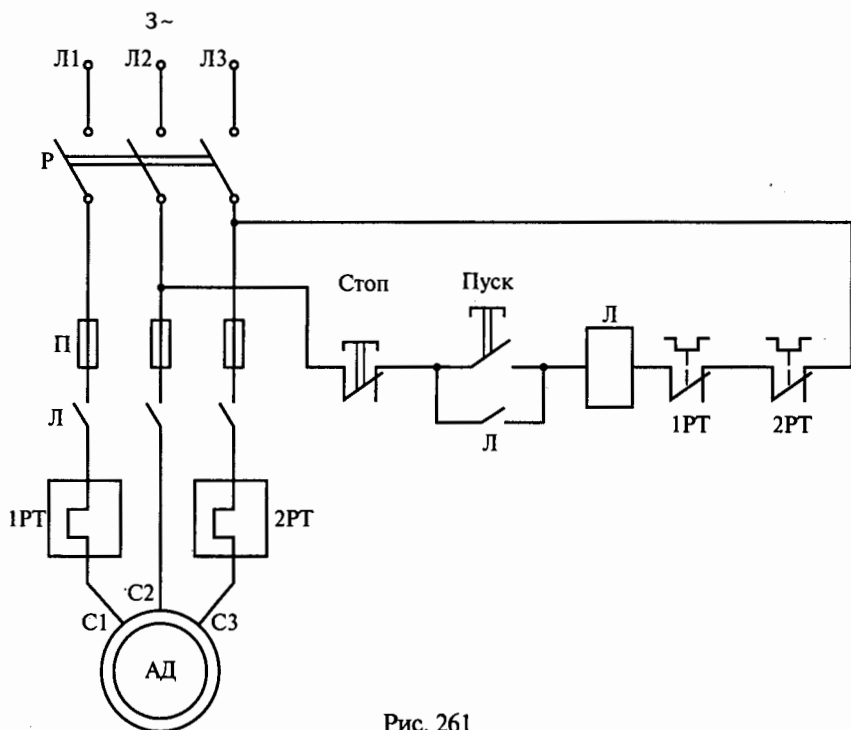 3~
Л1
Л2
Л3
Р
Стоп
Пуск
П
Л
Л
Л
1РТ
2РТ
1РТ
2РТ
С1
С2
С3
АД
Рис. 261